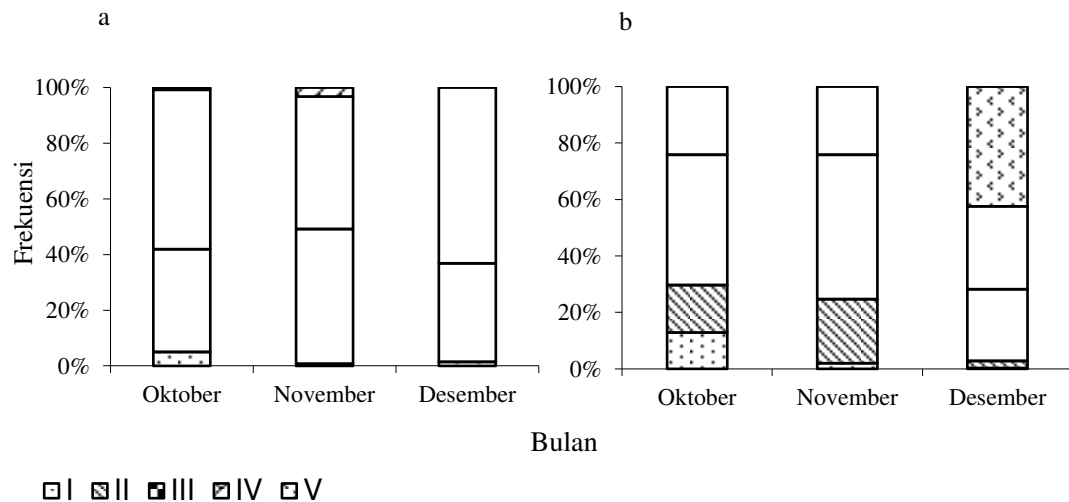 a
b
Frekuensi
100%
80%
60%
40%
20%
0%
Oktober November Desember
100%
80%
60%
40%
20%
0%
Oktober November Desember
Bulan
I II III IV V